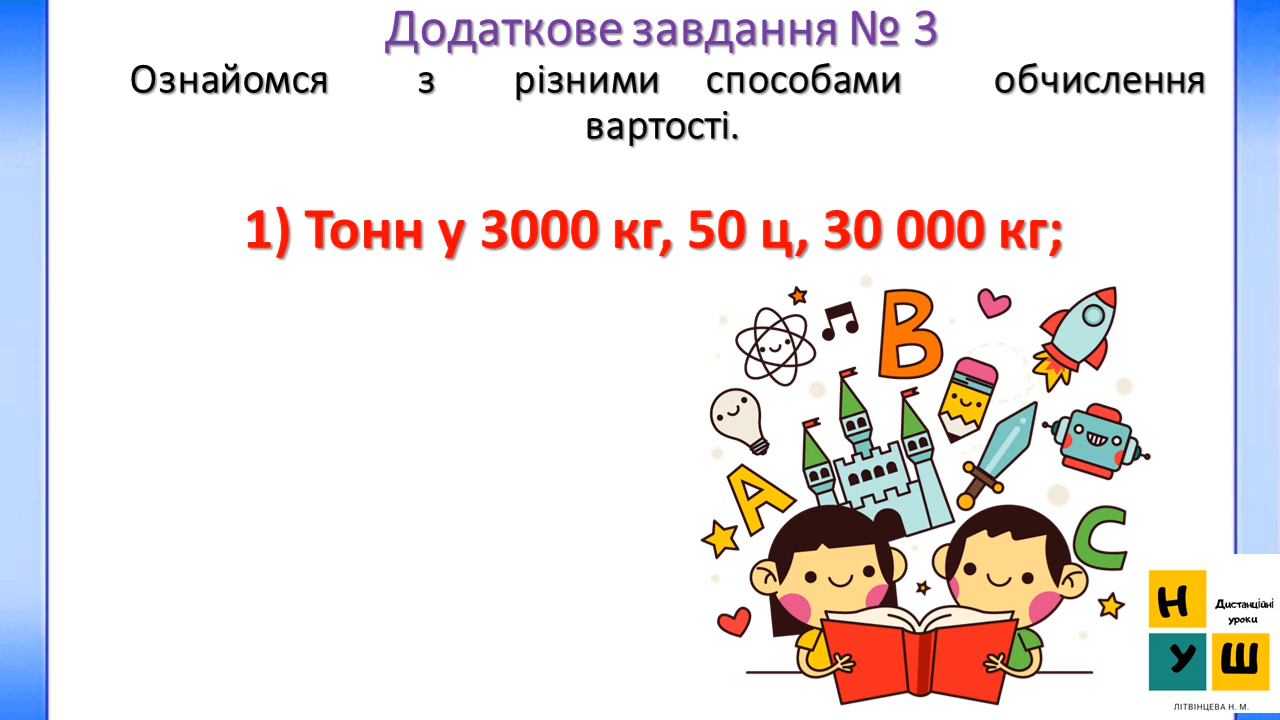 Додаткове завдання № 3
Ознайомся з різними способами обчислення
вартості.
1) Тонн у 3000 кг, 50 ц, 30 000 кг;
B
A
C
Н
Дистанційні
уроки
У Ш
ЛІТВІНЦЕВА Н. М.